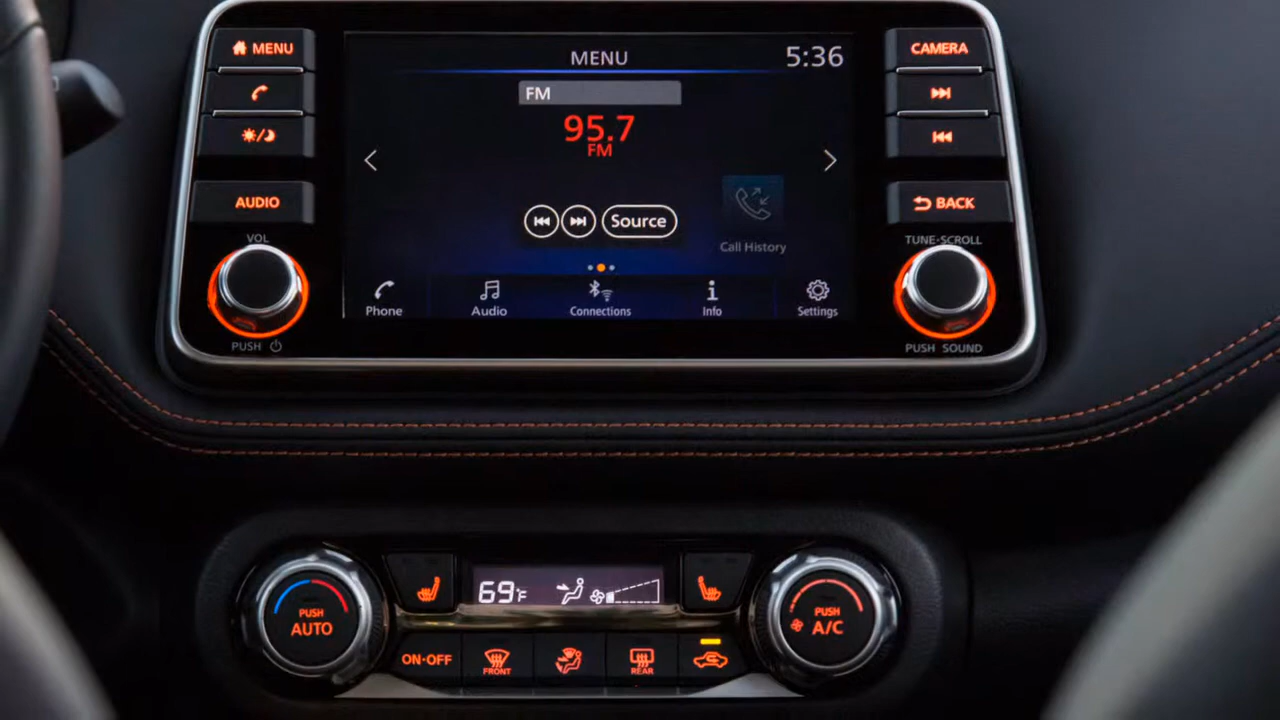 MENU
AUDIO
VOL
PUSH
MENU
5:36
FM
95.7
FM
Source
Call History
Phone
Audio
Connections
Info
Settings
CAMERA
BACK
TUNE·SCROLL
PUSH SOUND
PUSH
AUTO
69°F
PUSH
A/C
ON·OFF
FRONT
REAR